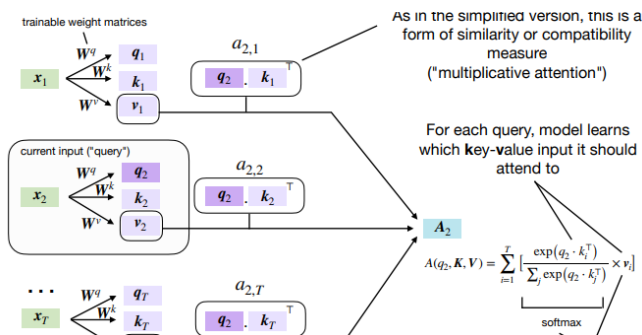 As in the simplified version, this is a
form of similarity or compatibility
measure
("multiplicative attention")
trainable weight matrices
W^q q_1
x_1 W^k k_1
W^v v_1
a_{2,1}
q_2 · k_1^⊤
For each query, model learns
which key-value input it should
attend to
current input ("query")
W^q q_2
x_2 W^k k_2
W^v v_2
a_{2,2}
q_2 · k_2^⊤
A_2
A(q_2, K, V) = \sum_{i=1}^{T} [ \frac{exp(q_2 · k_i^⊤)}{\sum_j exp(q_2 · k_j^⊤)} × v_i ]
softmax
...
W^q q_T
x_T W^k k_T
a_{2,T}
q_2 · k_T^⊤